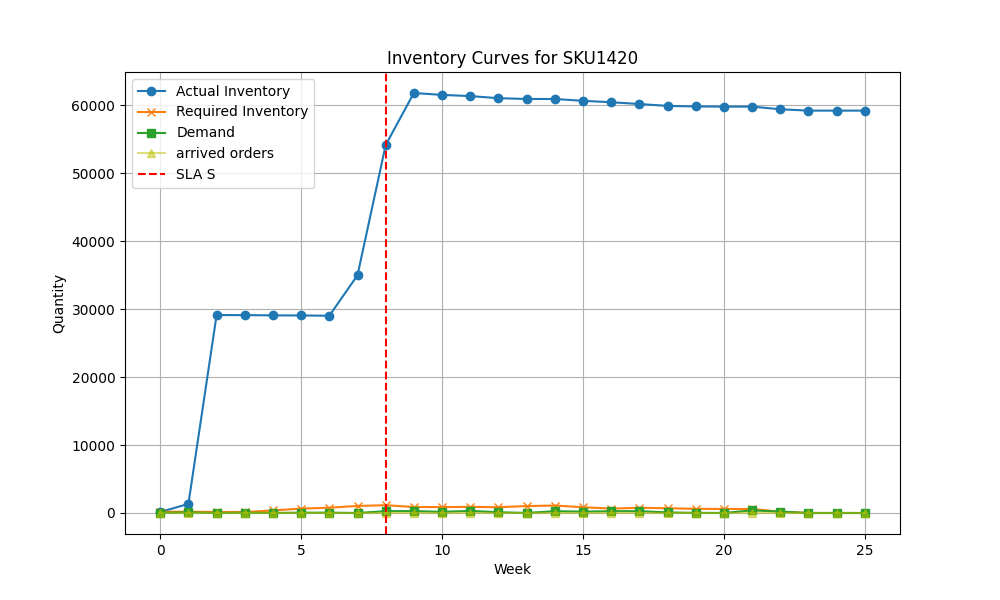 Inventory Curves for SKU1420
Actual Inventory
Required Inventory
Demand
arrived orders
SLA S
60000
50000
40000
30000
20000
10000
0
Quantity
0 5 10 15 20 25
Week